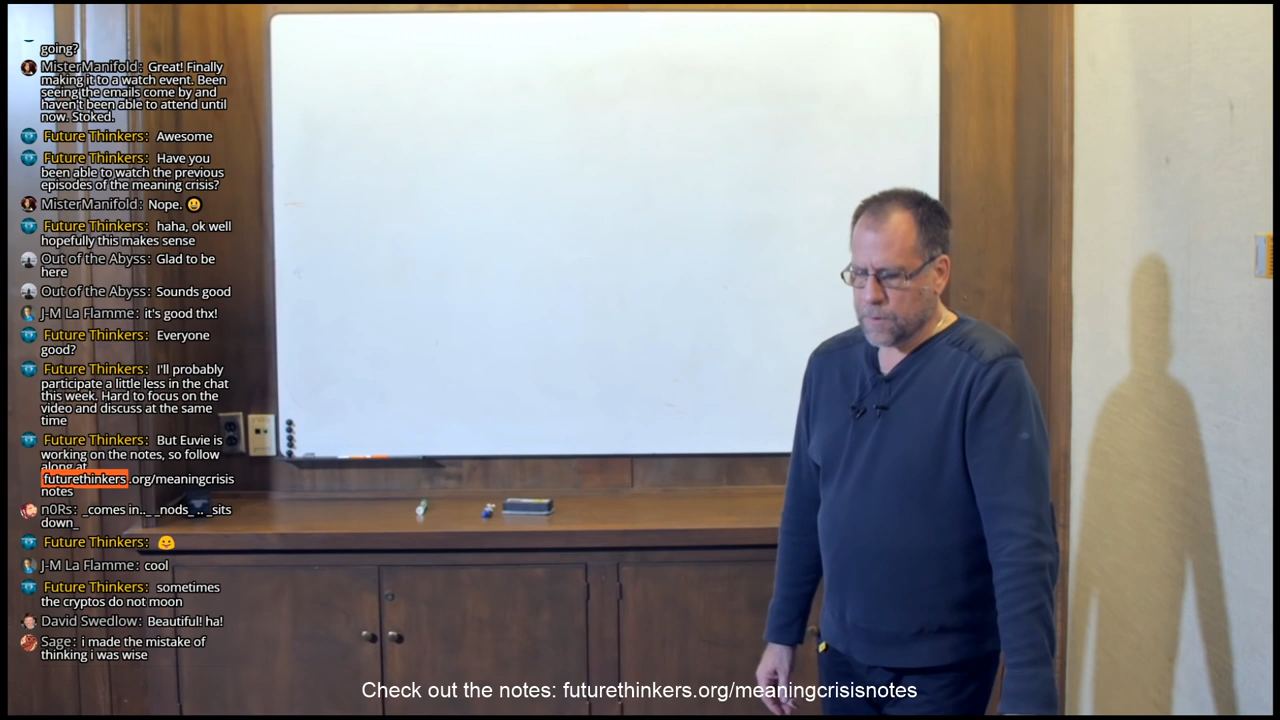 going?
MisterManifold: Great! Finally
making it to a watch event. Been
seeing the emails come by and
haven't been able to attend until
now. Stoked.
Future Thinkers: Awesome
Future Thinkers: Have you
been able to watch the previous
episodes of the meaning crisis?
MisterManifold: Nope. 😀
Future Thinkers: haha, ok well
hopefully this makes sense
Out of the Abyss: Glad to be
here
Out of the Abyss: Sounds good
J-M La Flamme: it's good thx!
Future Thinkers: Everyone
good?
Future Thinkers: I'll probably
participate a little less in the chat
this week. Hard to focus on the
video and discuss at the same
time
Future Thinkers: But Euvie is
working on the notes, so follow
along at
futurethinkers.org/meaningcrisis
notes
n0Rs: _comes in.._ _nods_ .. _sits
down_
Future Thinkers: 🙂
J-M La Flamme: cool
Future Thinkers: sometimes
the cryptos do not moon
David Swedlow: Beautiful! ha!
Sage: i made the mistake of
thinking i was wise
Check out the notes: futurethinkers.org/meaningcrisisnotes